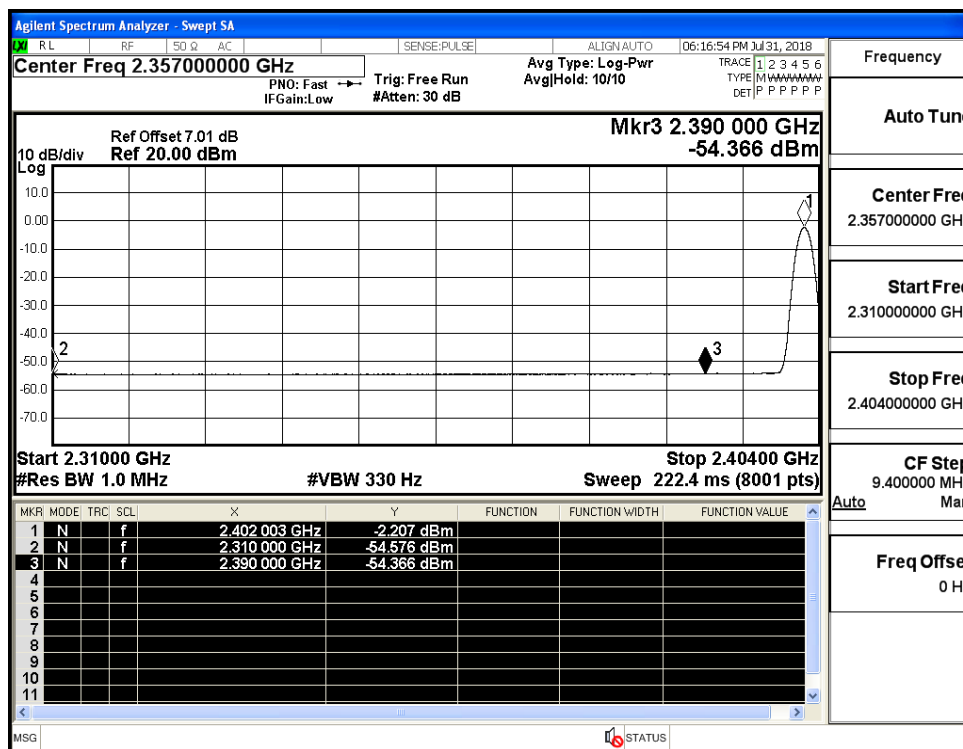 Agilent Spectrum Analyzer - Swept SA
LXI RL RF 50 Ω AC SENSE:PULSE ALIGN AUTO 06:16:54 PM Jul 31, 2018
Center Freq 2.357000000 GHz
PNO: Fast
IFGain:Low
Trig: Free Run
#Atten: 30 dB
Avg Type: Log-Pwr
Avg|Hold: 10/10
TRACE 1 2 3 4 5 6
TYPE M W W W W W
DET P P P P P P
Mkr3 2.390 000 GHz
-54.366 dBm
Ref Offset 7.01 dB
10 dB/div Ref 20.00 dBm
Log
10.0
0.00
-10.0
-20.0
-30.0
-40.0
-50.0
-60.0
-70.0
1
2
3
Start 2.31000 GHz Stop 2.40400 GHz
#Res BW 1.0 MHz #VBW 330 Hz Sweep 222.4 ms (8001 pts)
MKR MODE TRC SCL X Y FUNCTION FUNCTION WIDTH FUNCTION VALUE
1 N f 2.402 003 GHz -2.207 dBm
2 N f 2.310 000 GHz -54.576 dBm
3 N f 2.390 000 GHz -54.366 dBm
4
5
6
7
8
9
10
11
MSG STATUS
Frequency
Auto Tun
Center Fre
2.357000000 GH
Start Fre
2.310000000 GH
Stop Fre
2.404000000 GH
CF Step
9.400000 MH
Auto Ma
Freq Offse
0 H